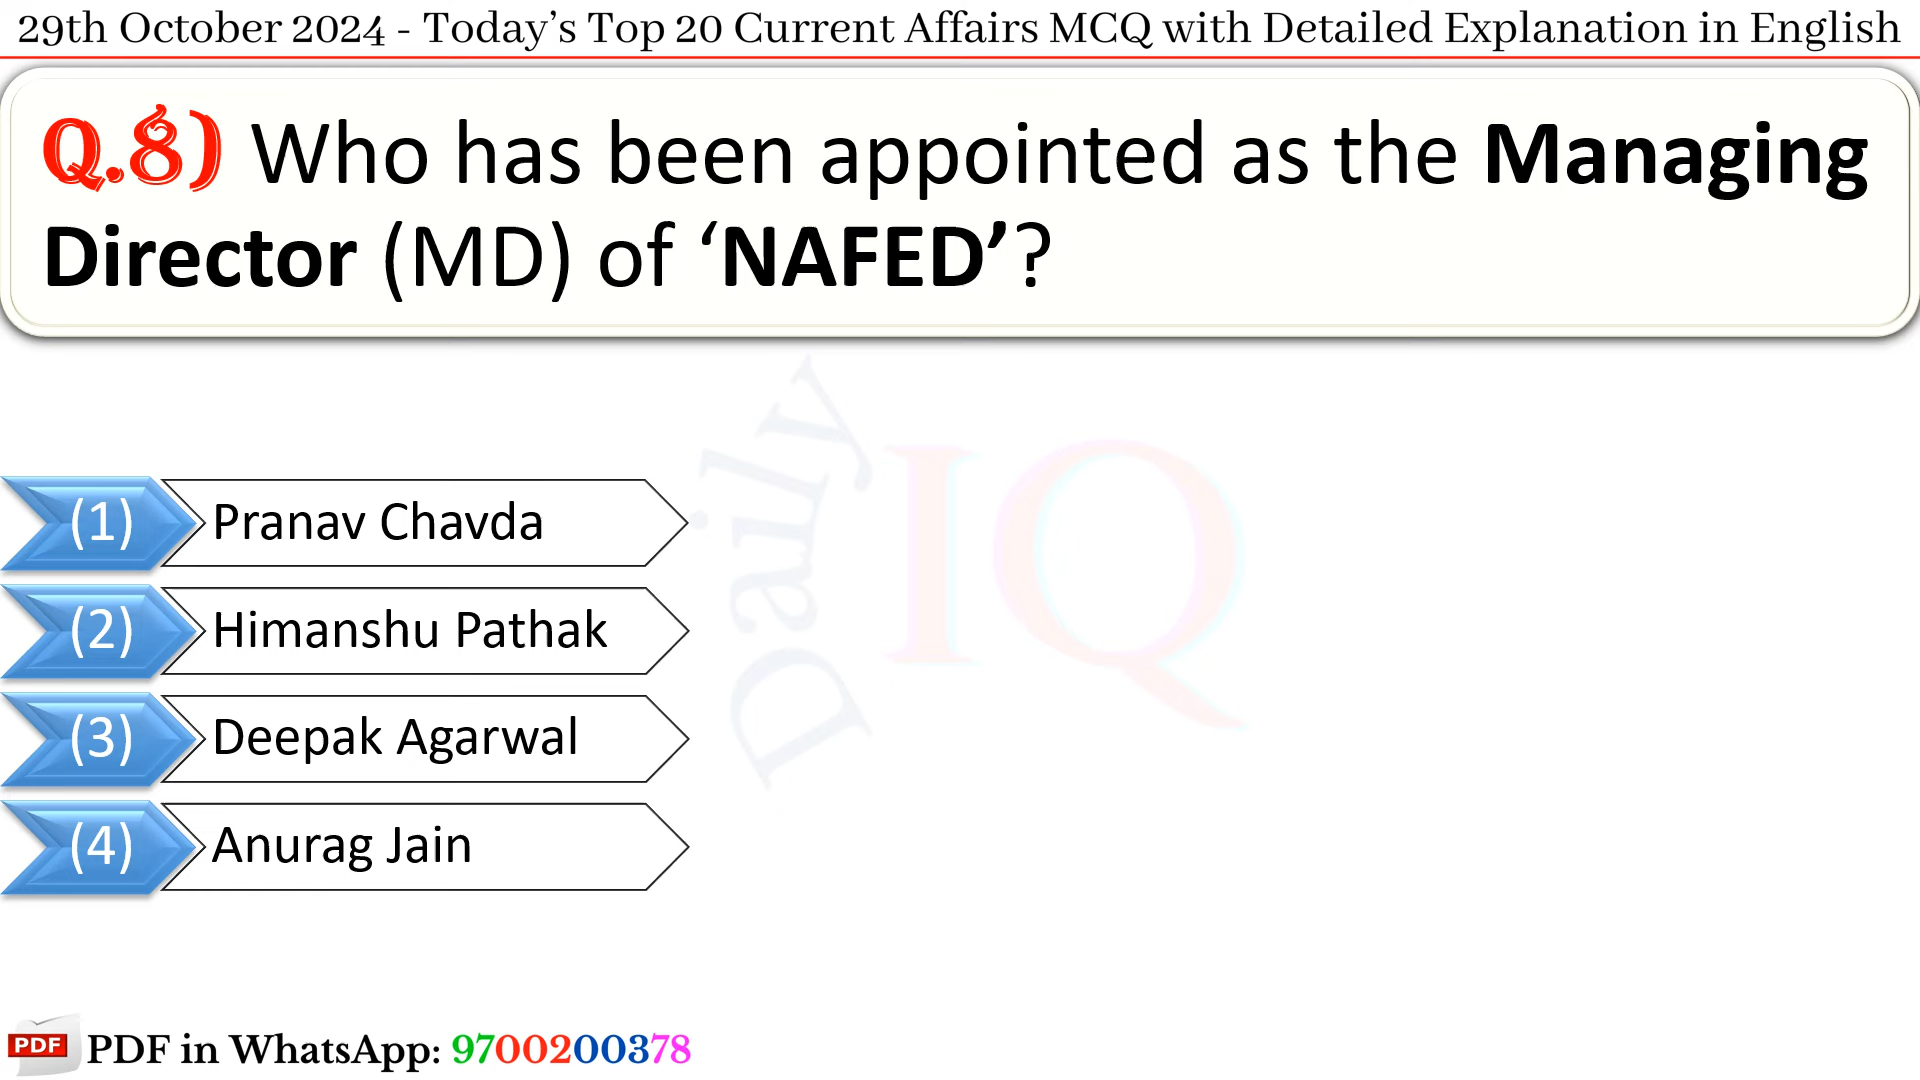 29th October 2024 - Today’s Top 20 Current Affairs MCQ with Detailed Explanation in English
Q.8) Who has been appointed as the Managing
Director (MD) of ‘NAFED’?
Daily IQ
(1) Pranav Chavda
(2) Himanshu Pathak
(3) Deepak Agarwal
(4) Anurag Jain
PDF PDF in WhatsApp: 9700200378